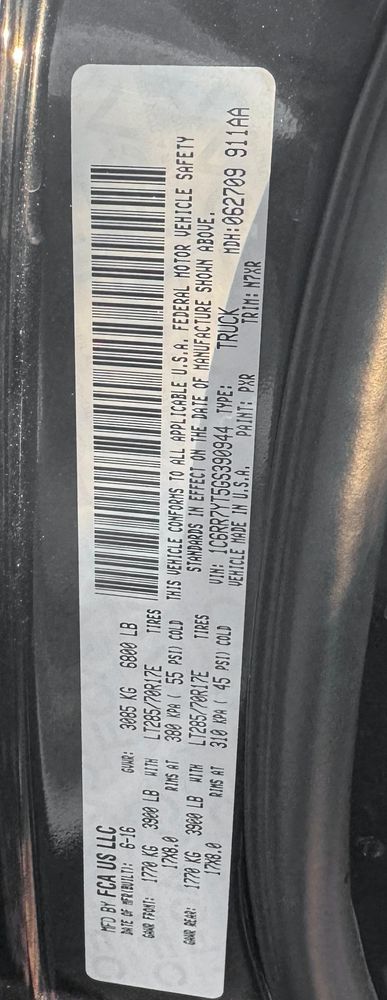 MFD BY FCA US LLC
DATE OF MFR(BUILT): 6-16 GVWR: 3085 KG 6800 LB
GAWR FRONT: 1770 KG 3900 LB WITH LT285/70R17E TIRES
17X8.0 RIMS AT 380 KPA ( 55 PSI) COLD
GAWR REAR: 1770 KG 3900 LB WITH LT285/70R17E TIRES
17X8.0 RIMS AT 310 KPA ( 45 PSI) COLD
THIS VEHICLE CONFORMS TO ALL APPLICABLE U.S.A. FEDERAL MOTOR VEHICLE SAFETY
STANDARDS IN EFFECT ON THE DATE OF MANUFACTURE SHOWN ABOVE.
VIN: 1C6RR7YT5GS390944 TYPE: TRUCK MDH:062709 911AA
VEHICLE MADE IN U.S.A. PAINT: PXR TRIM: N7XR